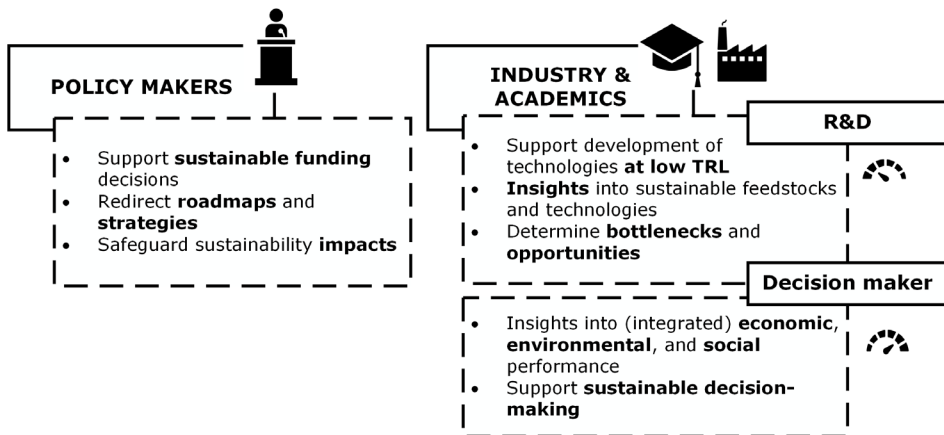 POLICY MAKERS
• Support sustainable funding
decisions
• Redirect roadmaps and
strategies
• Safeguard sustainability impacts
INDUSTRY &
ACADEMICS
R&D
• Support development of
technologies at low TRL
• Insights into sustainable feedstocks
and technologies
• Determine bottlenecks and
opportunities
Decision maker
• Insights into (integrated) economic,
environmental, and social
performance
• Support sustainable decision-
making